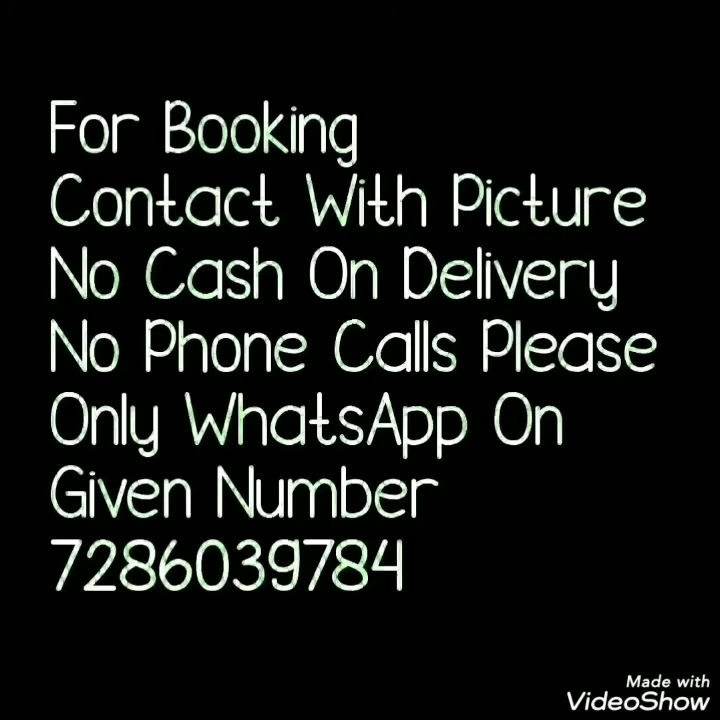 For Booking
Contact With Picture
No Cash On Delivery
No Phone Calls Please
Only WhatsApp On
Given Number
7286039784
Made with
VideoShow